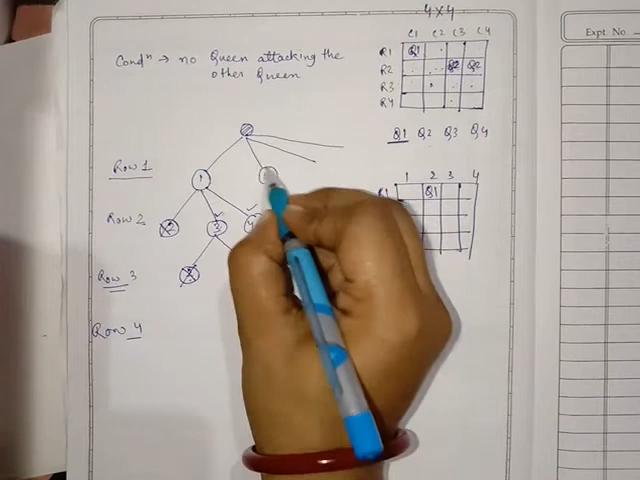 4x4
Condⁿ → no Queen attacking the
other Queen
C1 C2 C3 C4
R1 Q1
R2 Q2 Q2
R3
R4
Q1 Q2 Q3 Q4
Expt. No.
Row 1
1
Row 2
2 3 4
Row 3
2
Row 4
1 2 3 4
R1 Q1